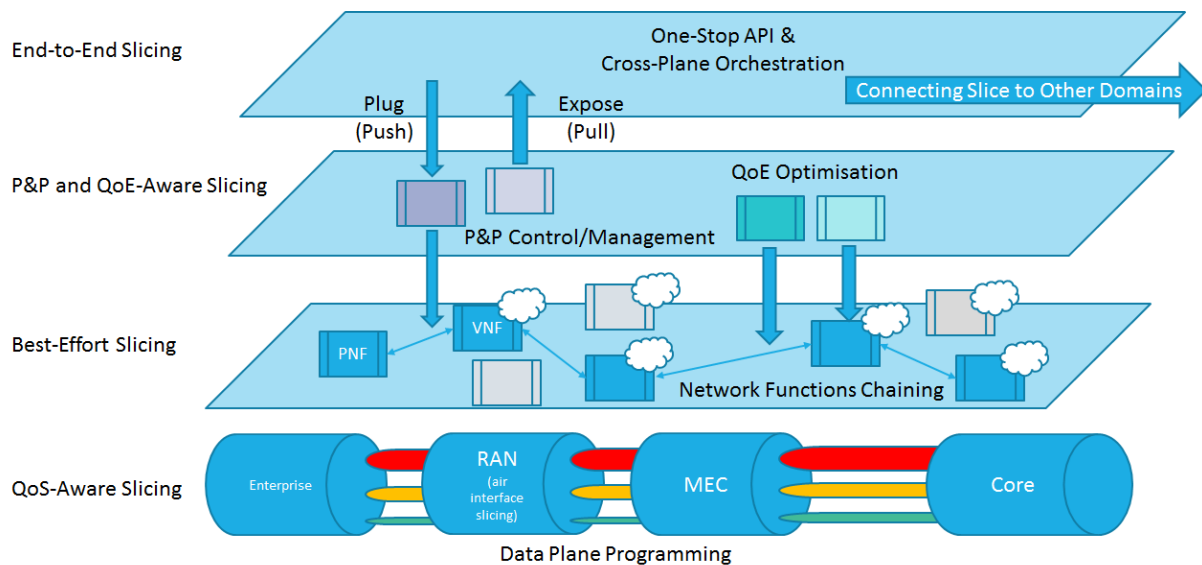 End-to-End Slicing
One-Stop API &
Cross-Plane Orchestration
Connecting Slice to Other Domains
Plug
(Push)
Expose
(Pull)
P&P and QoE-Aware Slicing
QoE Optimisation
P&P Control/Management
Best-Effort Slicing
PNF
VNF
Network Functions Chaining
QoS-Aware Slicing
Enterprise
RAN
(air
interface
slicing)
MEC
Core
Data Plane Programming